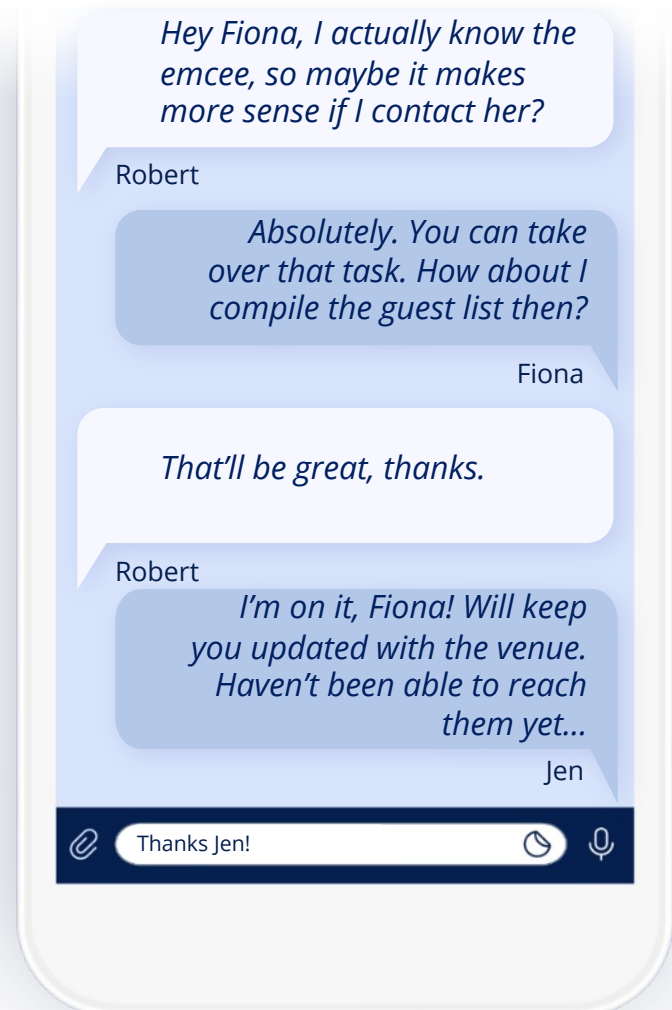 Hey Fiona, I actually know the
emcee, so maybe it makes
more sense if I contact her?
Robert
Absolutely. You can take
over that task. How about I
compile the guest list then?
Fiona
That’ll be great, thanks.
Robert
I’m on it, Fiona! Will keep
you updated with the venue.
Haven’t been able to reach
them yet...
Jen
Thanks Jen!